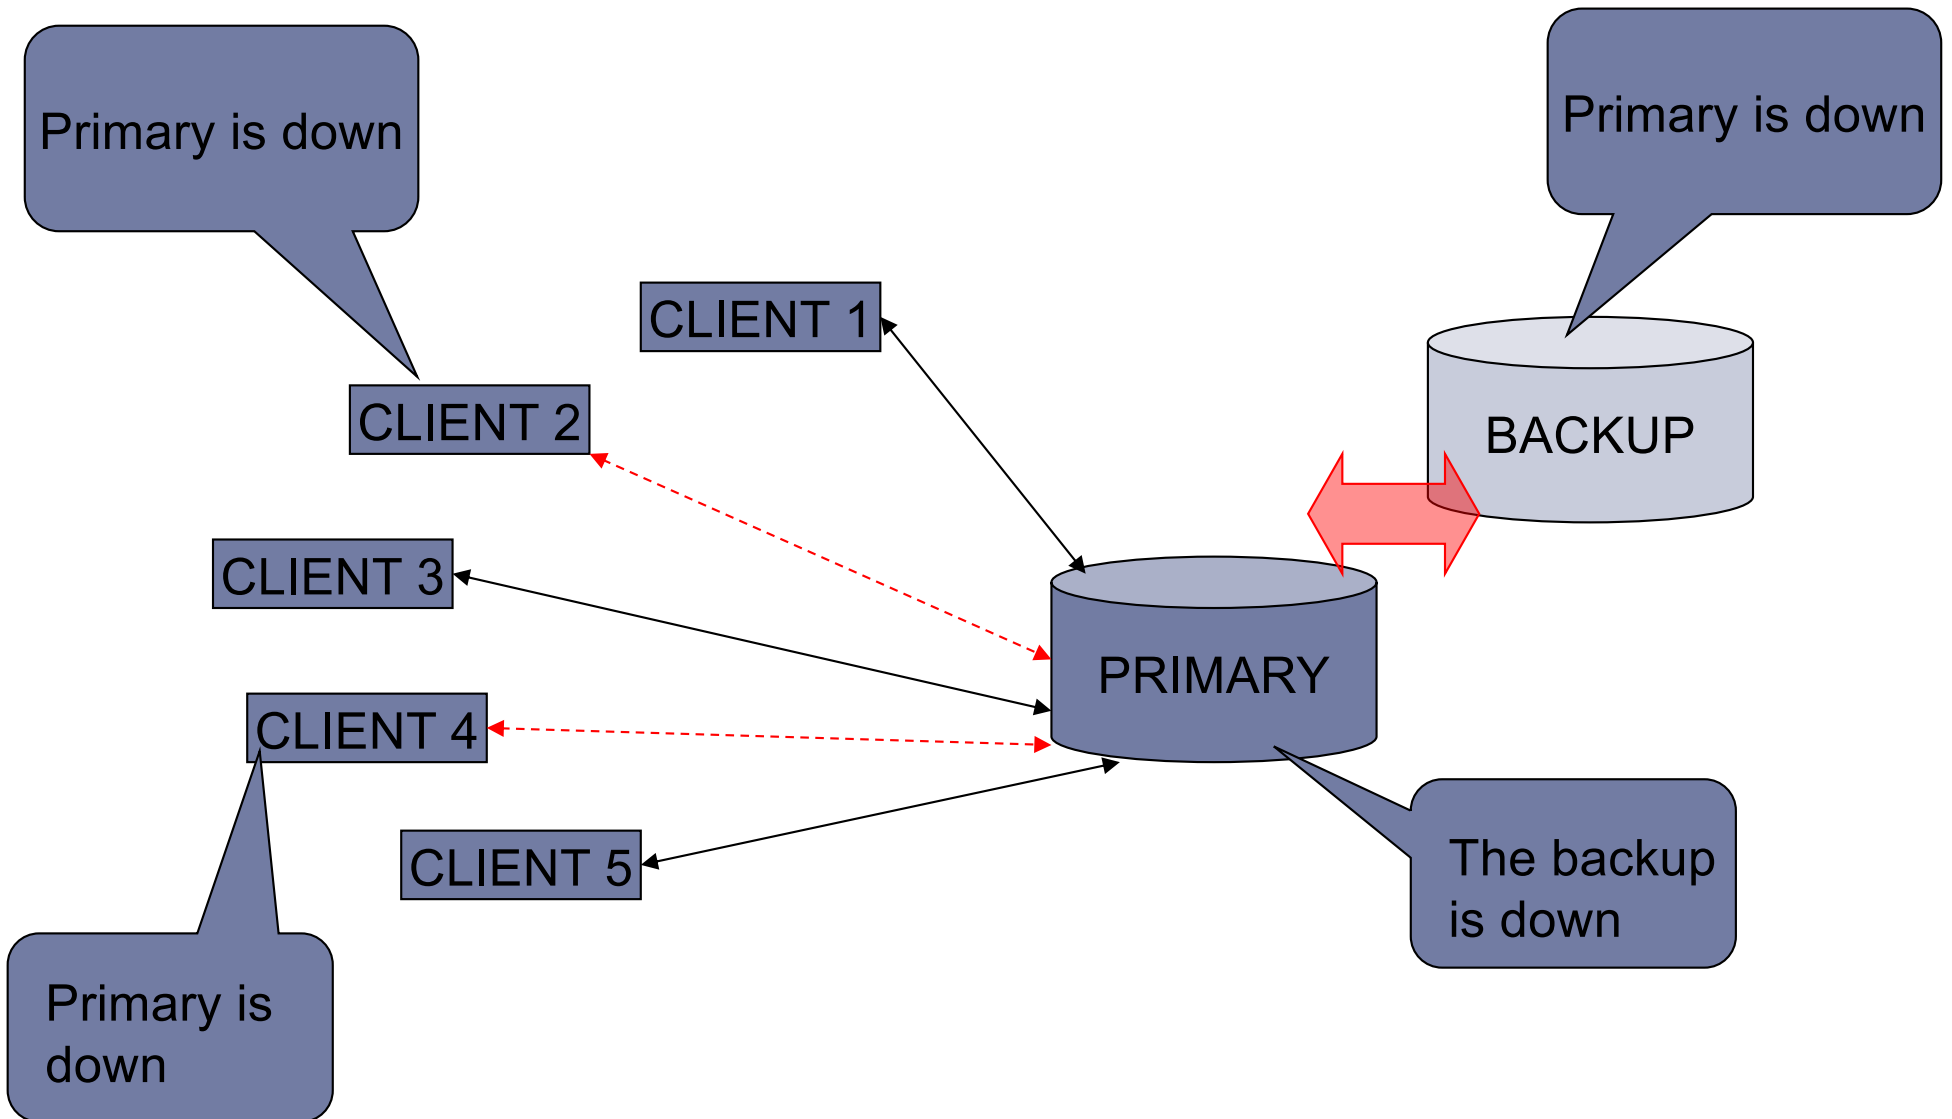 Primary is down
Primary is down
CLIENT 1
CLIENT 2
BACKUP
CLIENT 3
PRIMARY
CLIENT 4
CLIENT 5
The backup
is down
Primary is
down